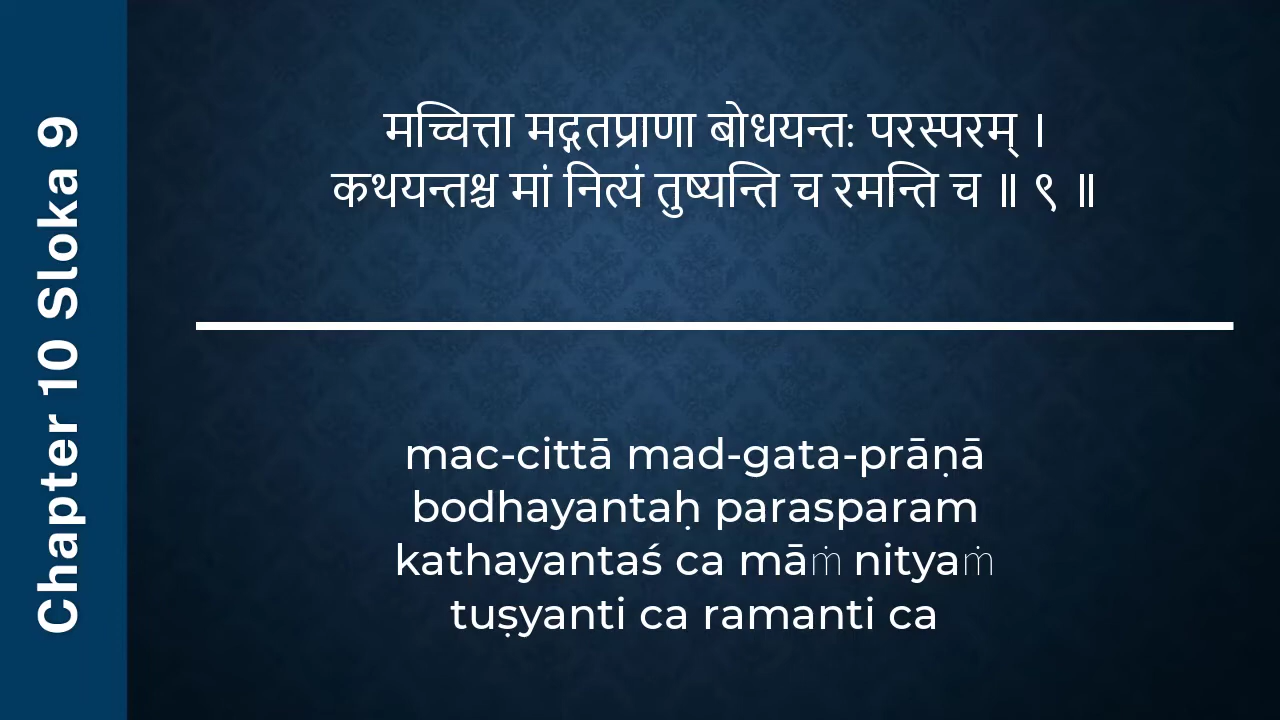 Chapter 10 Sloka 9
मच्चित्ता मद्गतप्राणा बोधयन्तः परस्परम् ।
कथयन्तश्च मां नित्यं तुष्यन्ति च रमन्ति च ॥ ९ ॥
mac-cittā mad-gata-prāṇā
bodhayantaḥ parasparam
kathayantaś ca māṁ nityaṁ
tuṣyanti ca ramanti ca